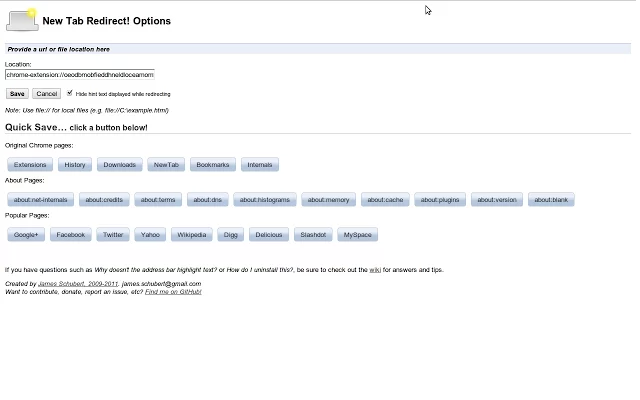 New Tab Redirect! Options
Provide a url or file location here
Location:
chrome-extension://oeodbmobfieddhneldloceamom
Save Cancel Hide hint text displayed while redirecting
Note: Use file:// for local files (e.g. file://C:\example.html)
Quick Save... click a button below!
Original Chrome pages:
Extensions History Downloads NewTab Bookmarks Internals
About Pages:
about:net-internals about:credits about:terms about:dns about:histograms about:memory about:cache about:plugins about:version about:blank
Popular Pages:
Google+ Facebook Twitter Yahoo Wikipedia Digg Delicious Slashdot MySpace
If you have questions such as Why doesn't the address bar highlight text? or How do I uninstall this?, be sure to check out the wiki for answers and tips.
Created by James Schubert, 2009-2011. james.schubert@gmail.com
Want to contribute, donate, report an issue, etc? Find me on GitHub!